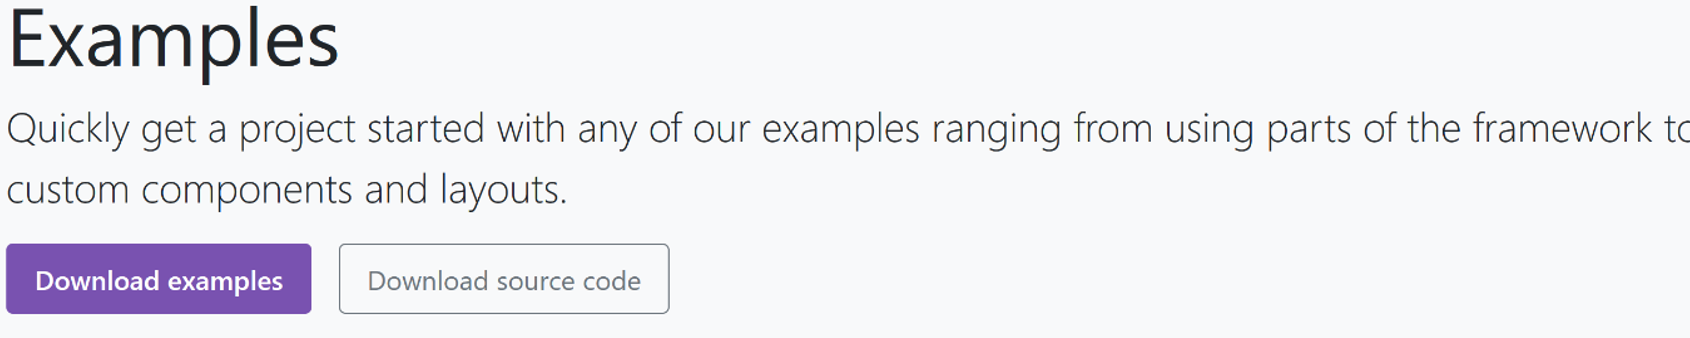 Examples
Quickly get a project started with any of our examples ranging from using parts of the framework to
custom components and layouts.
Download examples
Download source code